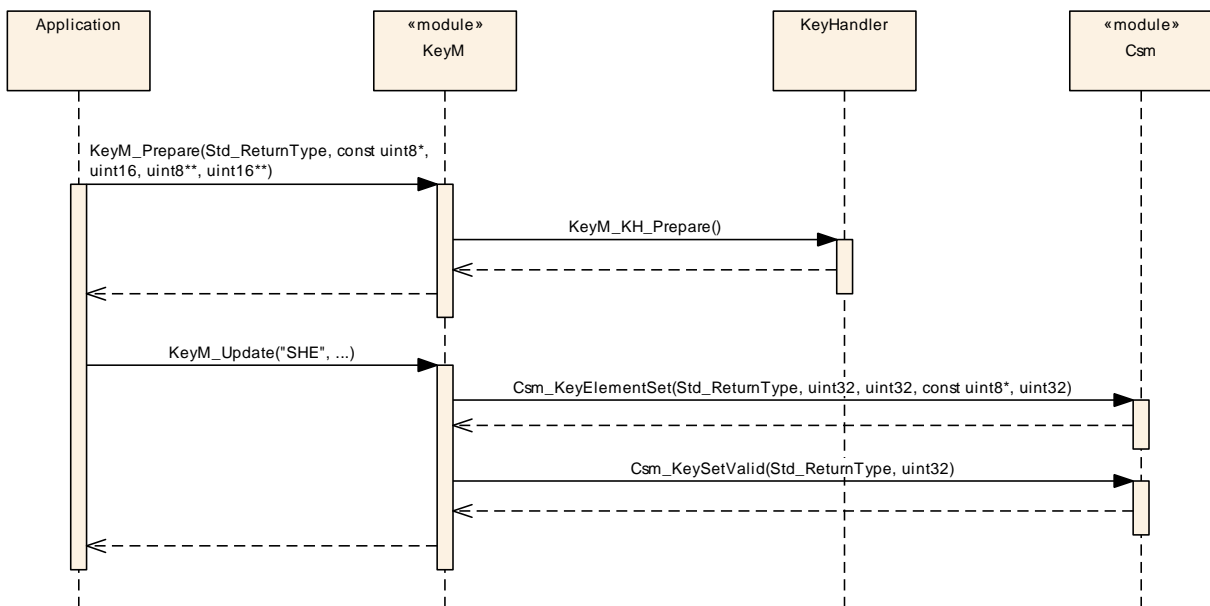 Application
«module»
KeyM
KeyHandler
«module»
Csm
KeyM_Prepare(Std_ReturnType, const uint8*,
uint16, uint8**, uint16**)
KeyM_KH_Prepare()
KeyM_Update("SHE", ...)
Csm_KeyElementSet(Std_ReturnType, uint32, uint32, const uint8*, uint32)
Csm_KeySetValid(Std_ReturnType, uint32)